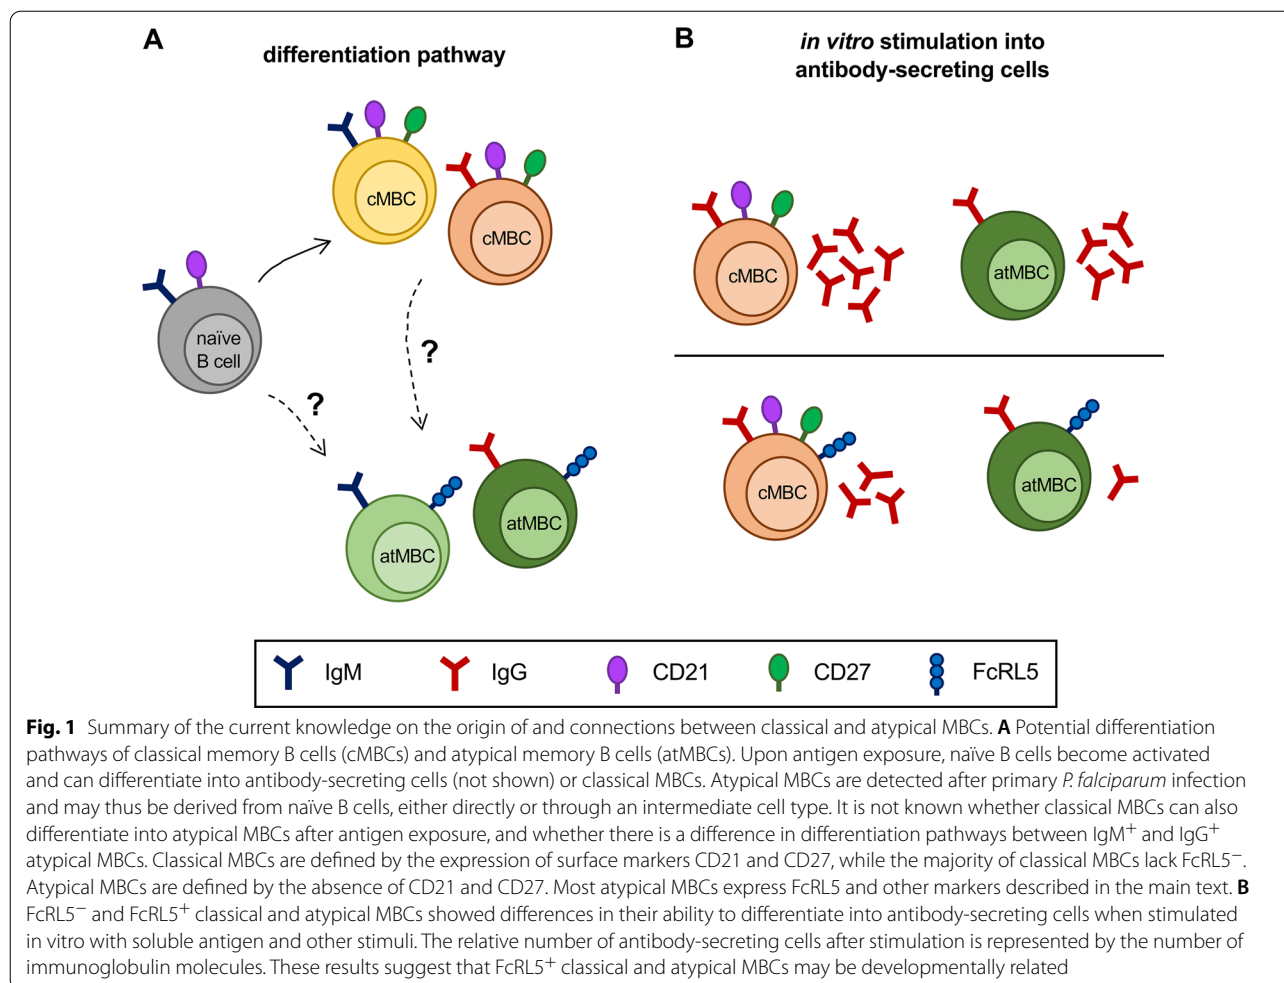 A
differentiation pathway
cMBC
cMBC
naïve
B cell
?
?
atMBC
atMBC
B
in vitro stimulation into
antibody-secreting cells
cMBC
atMBC
cMBC
atMBC
IgM
IgG
CD21
CD27
FcRL5
Fig. 1 Summary of the current knowledge on the origin of and connections between classical and atypical MBCs. A Potential differentiation
pathways of classical memory B cells (cMBCs) and atypical memory B cells (atMBCs). Upon antigen exposure, naïve B cells become activated
and can differentiate into antibody-secreting cells (not shown) or classical MBCs. Atypical MBCs are detected after primary P. falciparum infection
and may thus be derived from naïve B cells, either directly or through an intermediate cell type. It is not known whether classical MBCs can also
differentiate into atypical MBCs after antigen exposure, and whether there is a difference in differentiation pathways between IgM⁺ and IgG⁺
atypical MBCs. Classical MBCs are defined by the expression of surface markers CD21 and CD27, while the majority of classical MBCs lack FcRL5⁻.
Atypical MBCs are defined by the absence of CD21 and CD27. Most atypical MBCs express FcRL5 and other markers described in the main text. B
FcRL5⁻ and FcRL5⁺ classical and atypical MBCs showed differences in their ability to differentiate into antibody-secreting cells when stimulated
in vitro with soluble antigen and other stimuli. The relative number of antibody-secreting cells after stimulation is represented by the number of
immunoglobulin molecules. These results suggest that FcRL5⁺ classical and atypical MBCs may be developmentally related